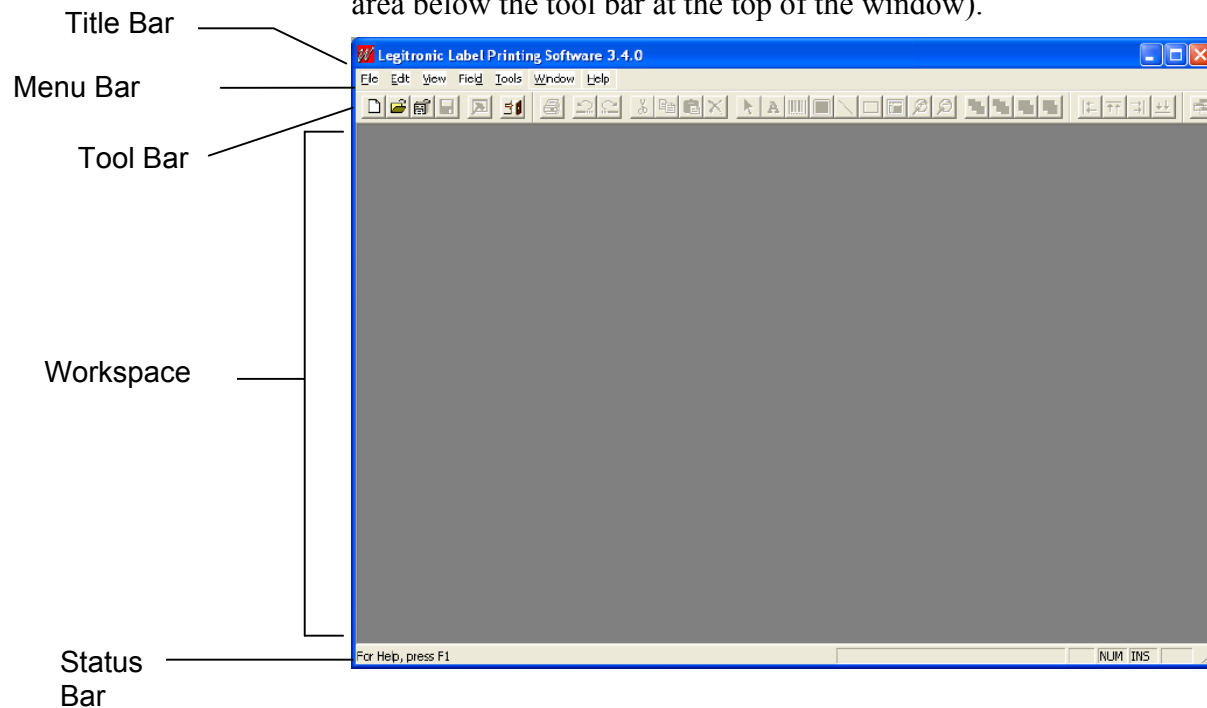 area below the tool bar at the top of the window).
Title Bar
Legitronic Label Printing Software 3.4.0
Menu Bar
File Edit View Field Tools Window Help
Tool Bar
A
Workspace
For Help, press F1
NUM INS
Status
Bar